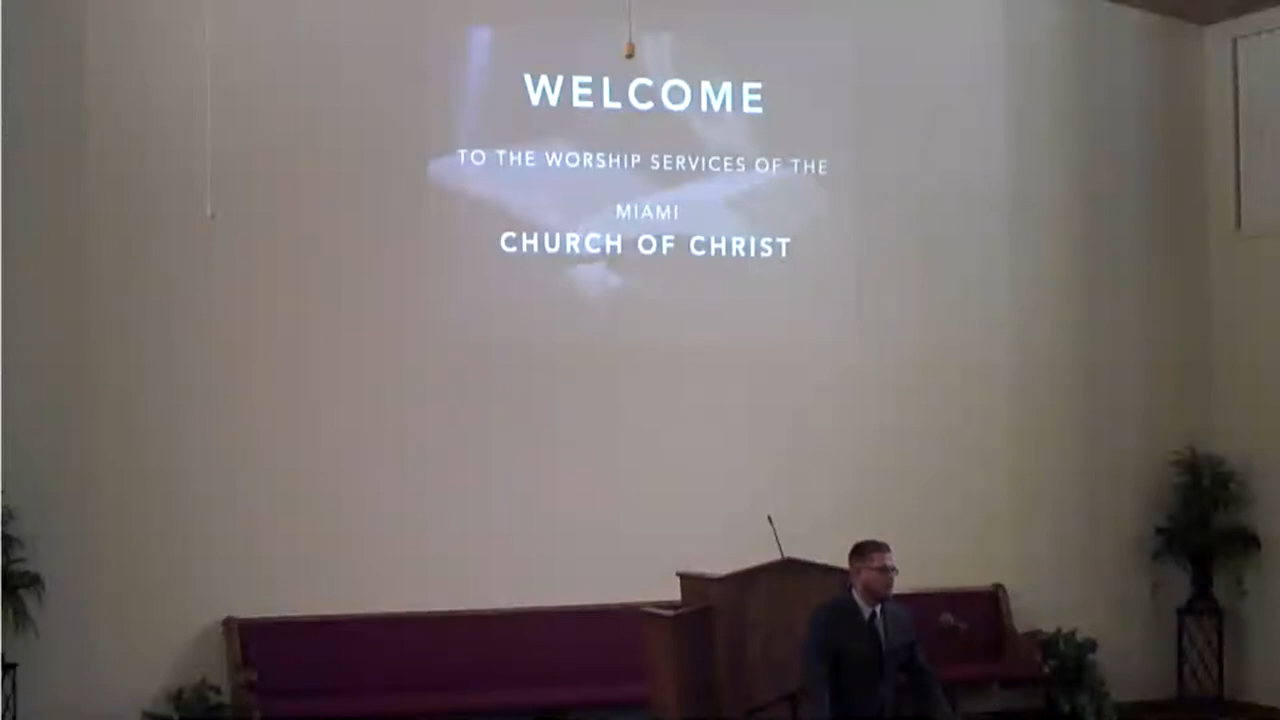 WELCOME
TO THE WORSHIP SERVICES OF THE
MIAMI
CHURCH OF CHRIST